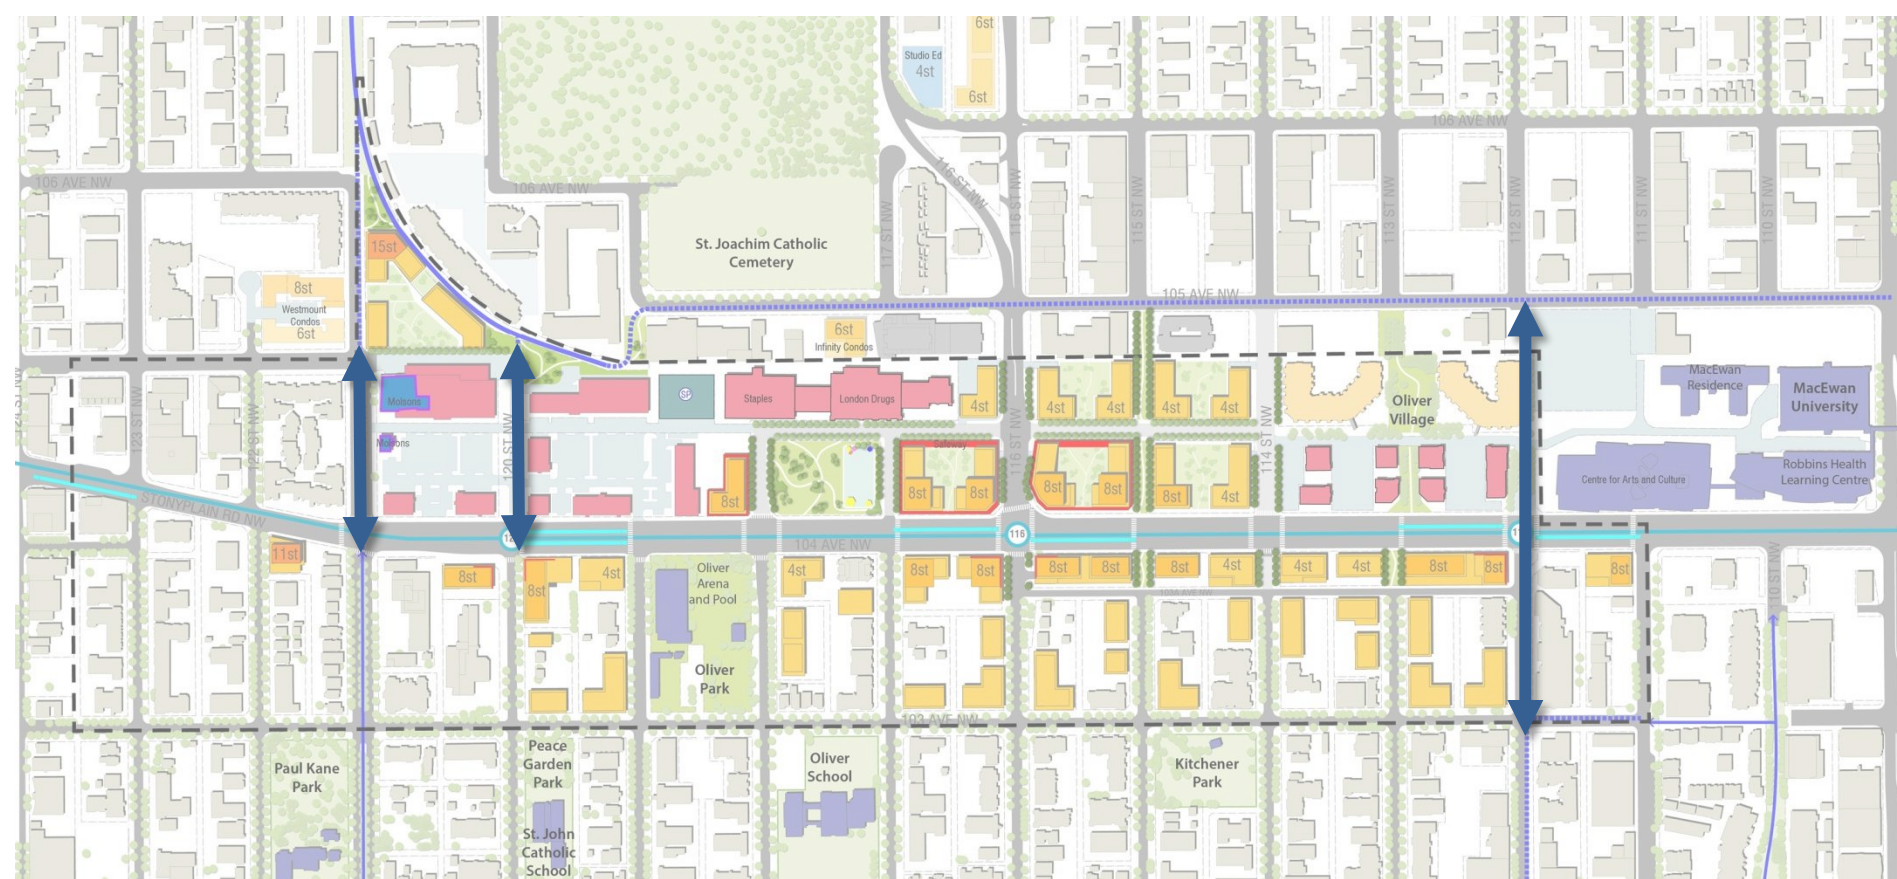 6st
Studio Ed
4st
6st
106 AVE NW
106 AVE NW
106 AVE NW
116 ST NW
116 ST NW
115 ST NW
113 ST NW
112 ST NW
111 ST NW
110 ST NW
117 ST NW
St. Joachim Catholic
Cemetery
15st
8st
Westmount
Condos
6st
105 AVE NW
6st
Infinity Condos
MacEwan
Residence
MacEwan
University
Molsons
SP
Staples
London Drugs
4st
4st
4st
4st
4st
Oliver
Village
123 ST NW
122 ST NW
120 ST NW
116 ST NW
114 ST NW
Molsons
Safeway
Robbins Health
Learning Centre
Centre for Arts and Culture
8st
8st
8st
8st
8st
8st
4st
STONYPLAIN RD NW
116
104 AVE NW
11st
8st
8st
4st
Oliver
Arena
and Pool
4st
8st
8st
8st
8st
8st
4st
4st
4st
8st
8st
8st
110 ST NW
Oliver
Park
103 AVE NW
Paul Kane
Park
Peace
Garden
Park
Oliver
School
Kitchener
Park
St. John
Catholic
School